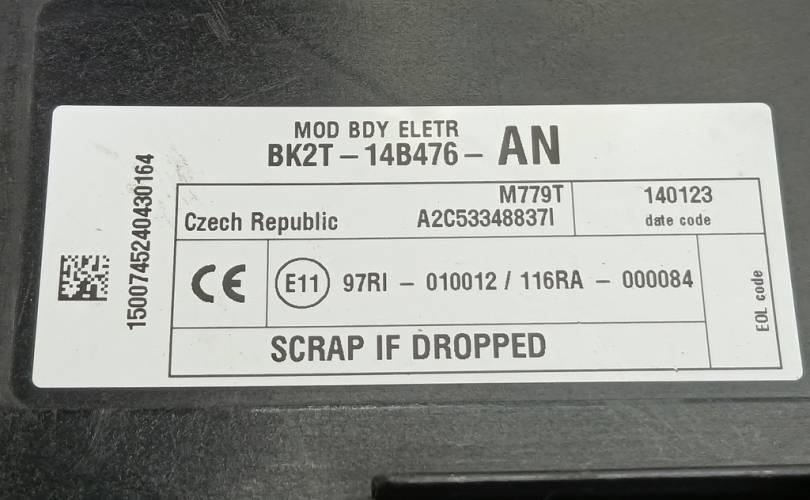 MOD BDY ELETR
BK2T-14B476- AN
1500745240430164
M779T
Czech Republic A2C53348837I
140123
date code
CE E11 97RI - 010012 / 116RA - 000084
EOL code
SCRAP IF DROPPED